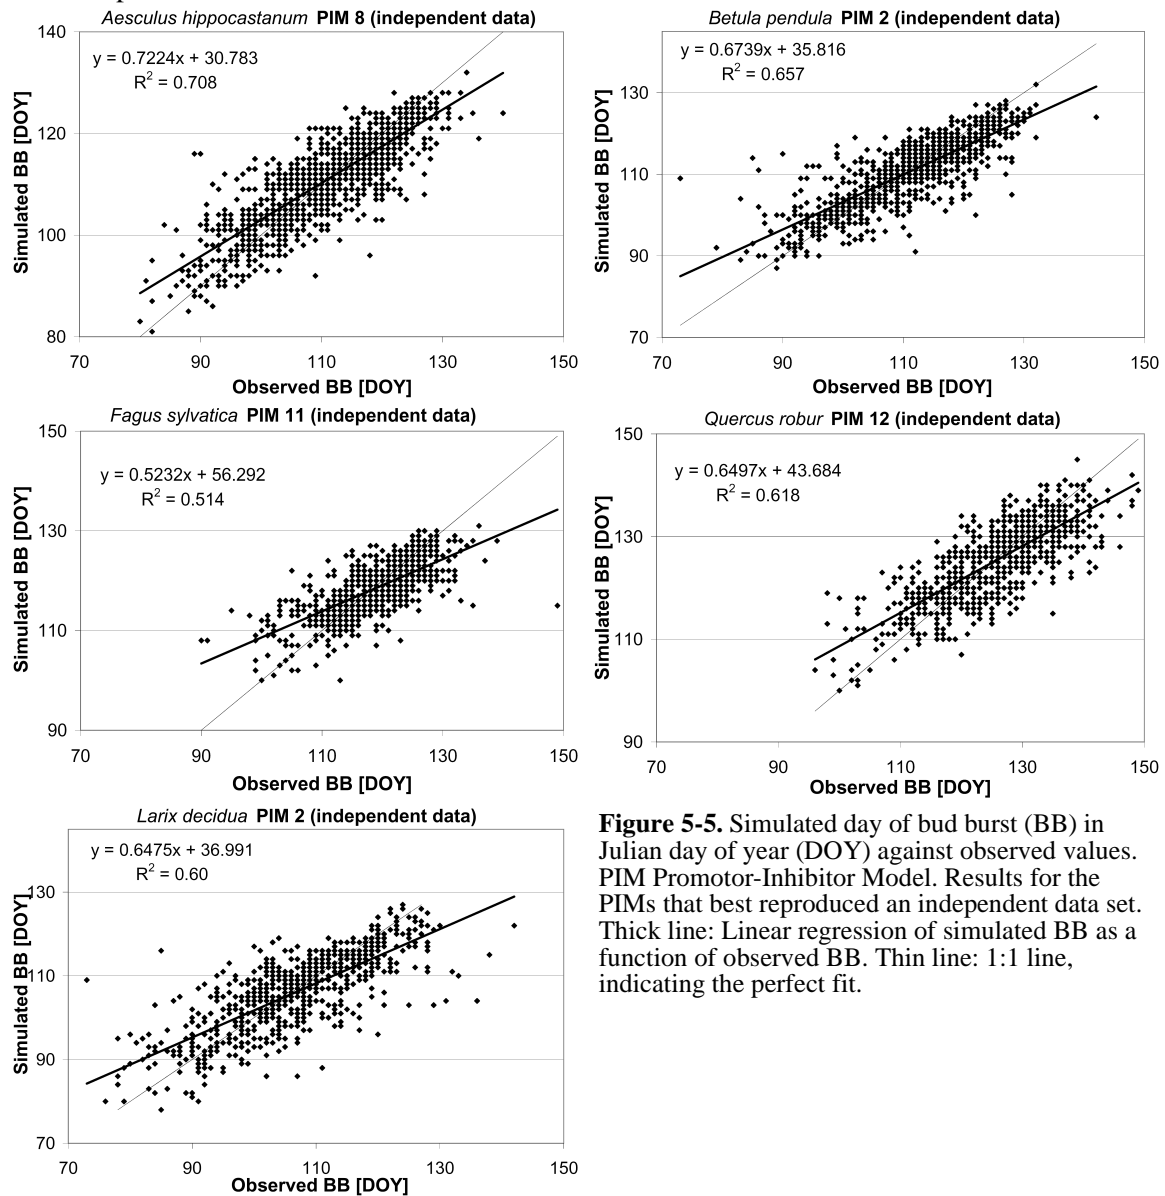 Aesculus hippocastanum PIM 8 (independent data)
y = 0.7224x + 30.783
R2 = 0.708
Simulated BB [DOY]
140
120
100
80
70 90 110 130 150
Observed BB [DOY]
Betula pendula PIM 2 (independent data)
y = 0.6739x + 35.816
R2 = 0.657
Simulated BB [DOY]
130
110
90
70
70 90 110 130 150
Observed BB [DOY]
Fagus sylvatica PIM 11 (independent data)
y = 0.5232x + 56.292
R2 = 0.514
Simulated BB [DOY]
150
130
110
90
70 90 110 130 150
Observed BB [DOY]
Quercus robur PIM 12 (independent data)
y = 0.6497x + 43.684
R2 = 0.618
Simulated BB [DOY]
150
130
110
90
70 90 110 130 150
Observed BB [DOY]
Larix decidua PIM 2 (independent data)
y = 0.6475x + 36.991
R2 = 0.60
Simulated BB [DOY]
130
110
90
70
70 90 110 130 150
Observed BB [DOY]
Figure 5-5. Simulated day of bud burst (BB) in
Julian day of year (DOY) against observed values.
PIM Promotor-Inhibitor Model. Results for the
PIMs that best reproduced an independent data set.
Thick line: Linear regression of simulated BB as a
function of observed BB. Thin line: 1:1 line,
indicating the perfect fit.